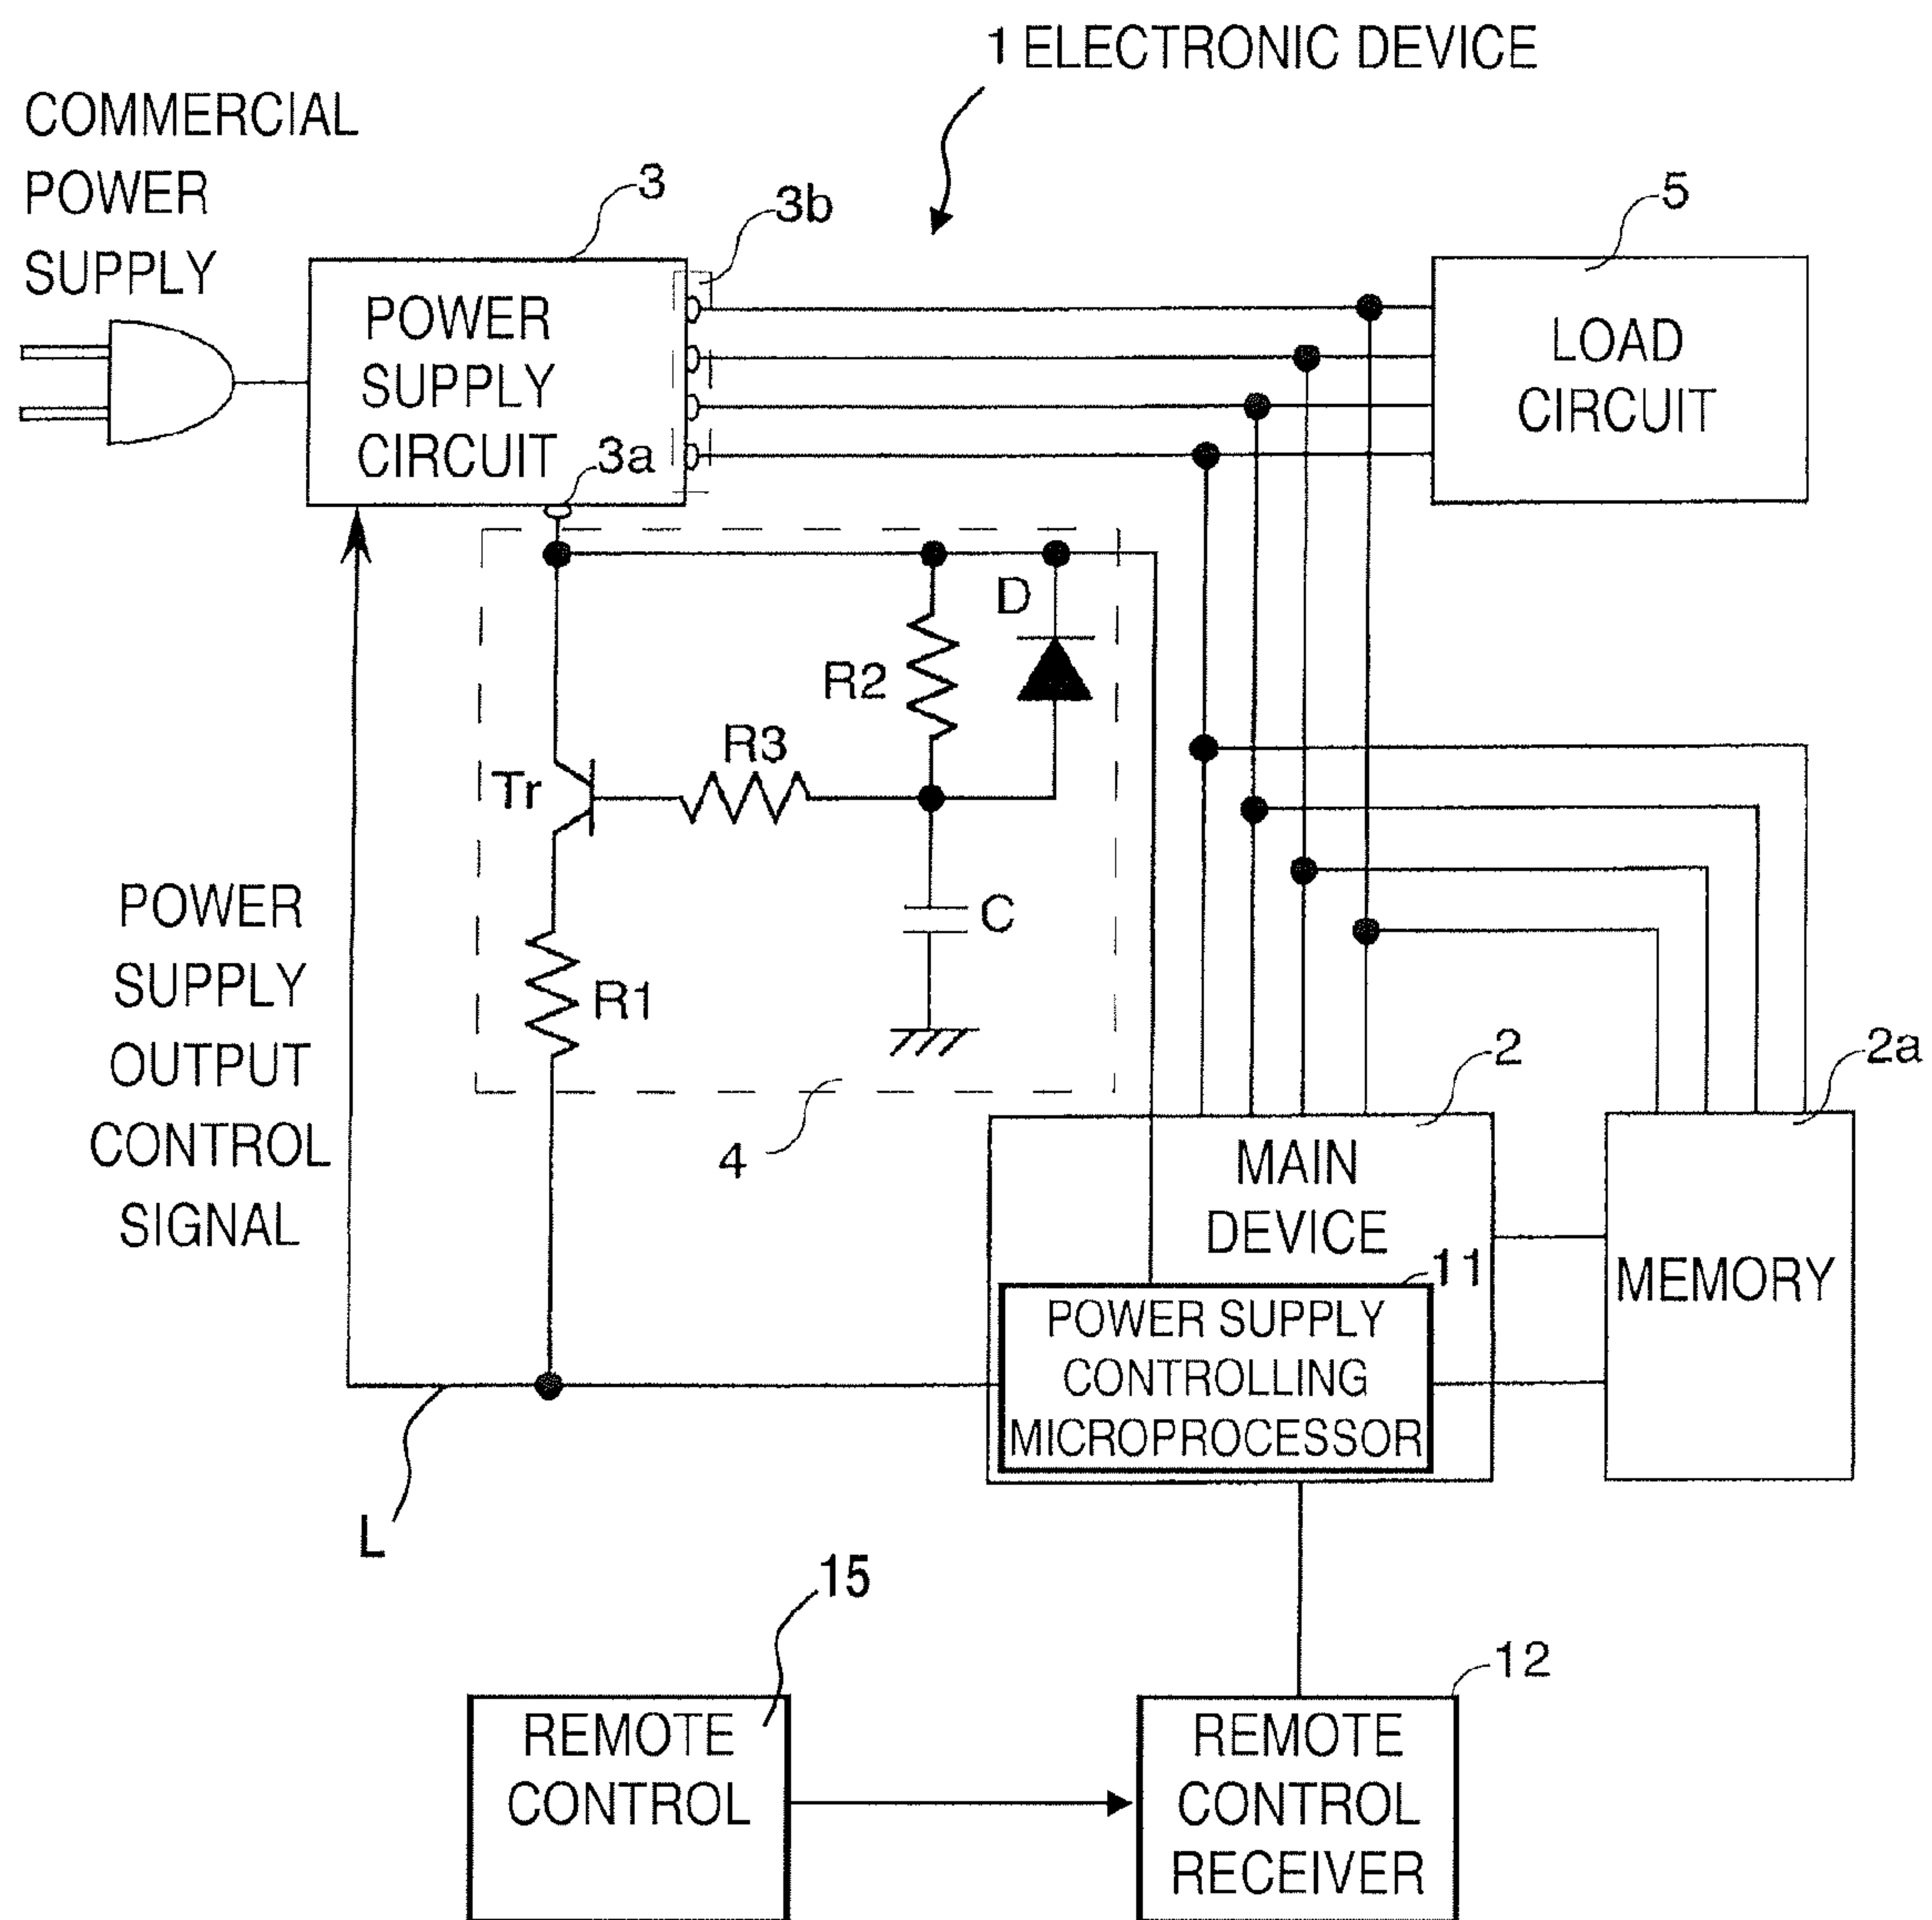 1 ELECTRONIC DEVICE
COMMERCIAL
POWER
SUPPLY
3
3b
5
POWER
SUPPLY
CIRCUIT
3a
LOAD
CIRCUIT
D
R2
R3
Tr
C
R1
POWER
SUPPLY
OUTPUT
CONTROL
SIGNAL
4
2
2a
MAIN
DEVICE
11
MEMORY
POWER SUPPLY
CONTROLLING
MICROPROCESSOR
L
15
12
REMOTE
CONTROL
REMOTE
CONTROL
RECEIVER